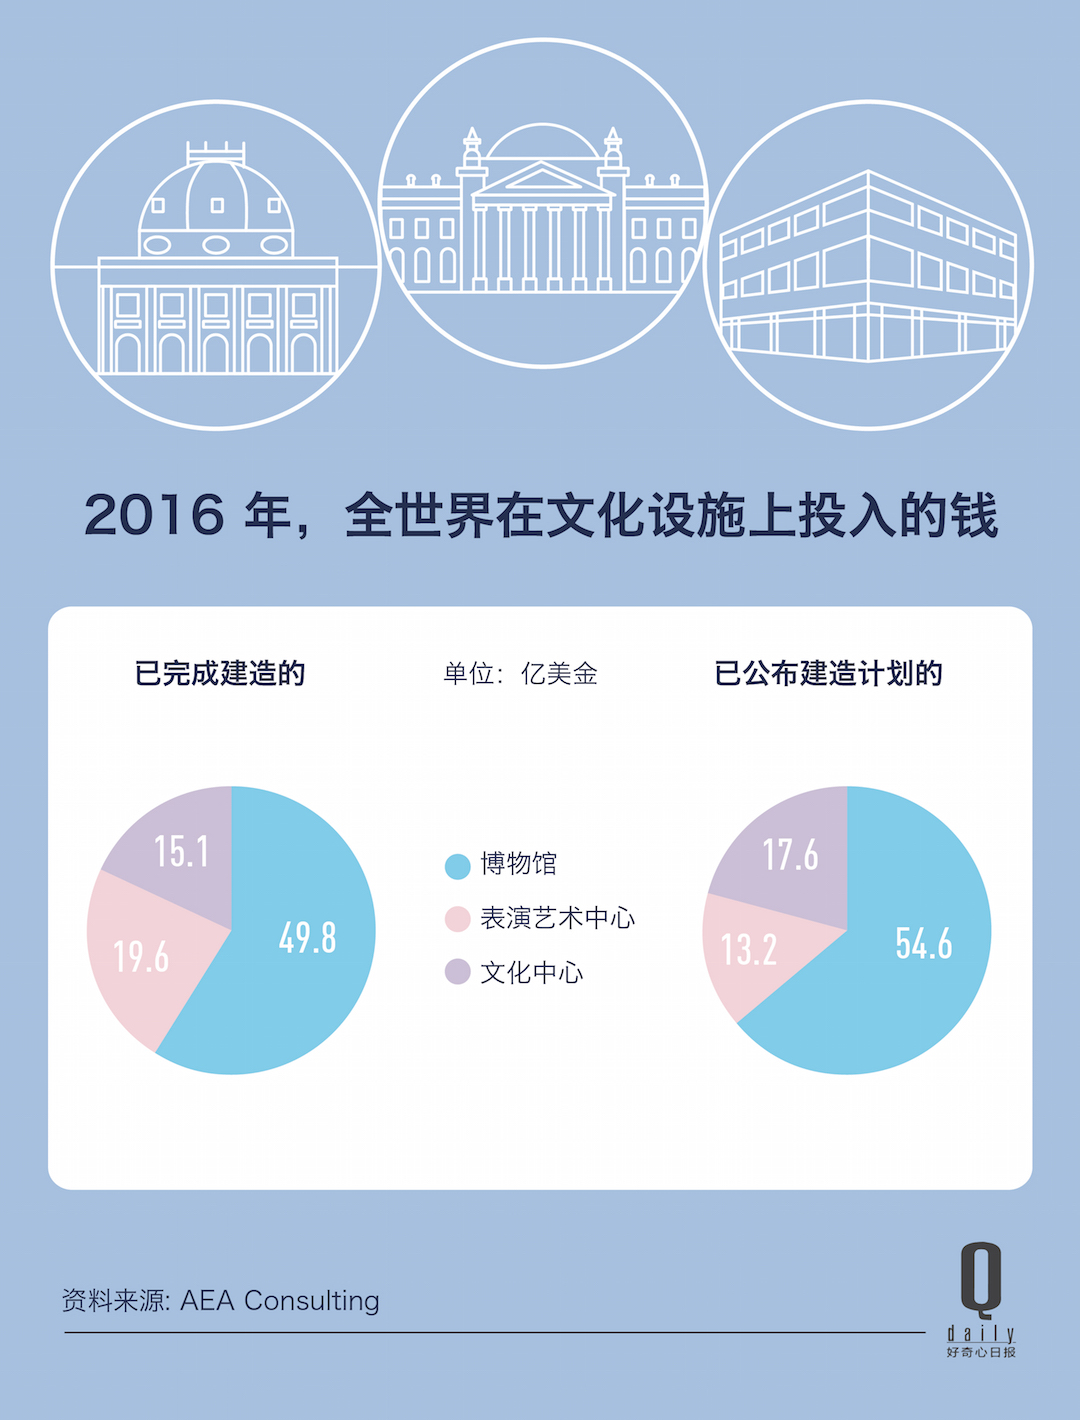 2016 年，全世界在文化设施上投入的钱
已完成建造的
单位：亿美金
已公布建造计划的
15.1
19.6
49.8
博物馆
表演艺术中心
文化中心
17.6
13.2
54.6
资料来源: AEA Consulting
Q
daily
好奇心日报